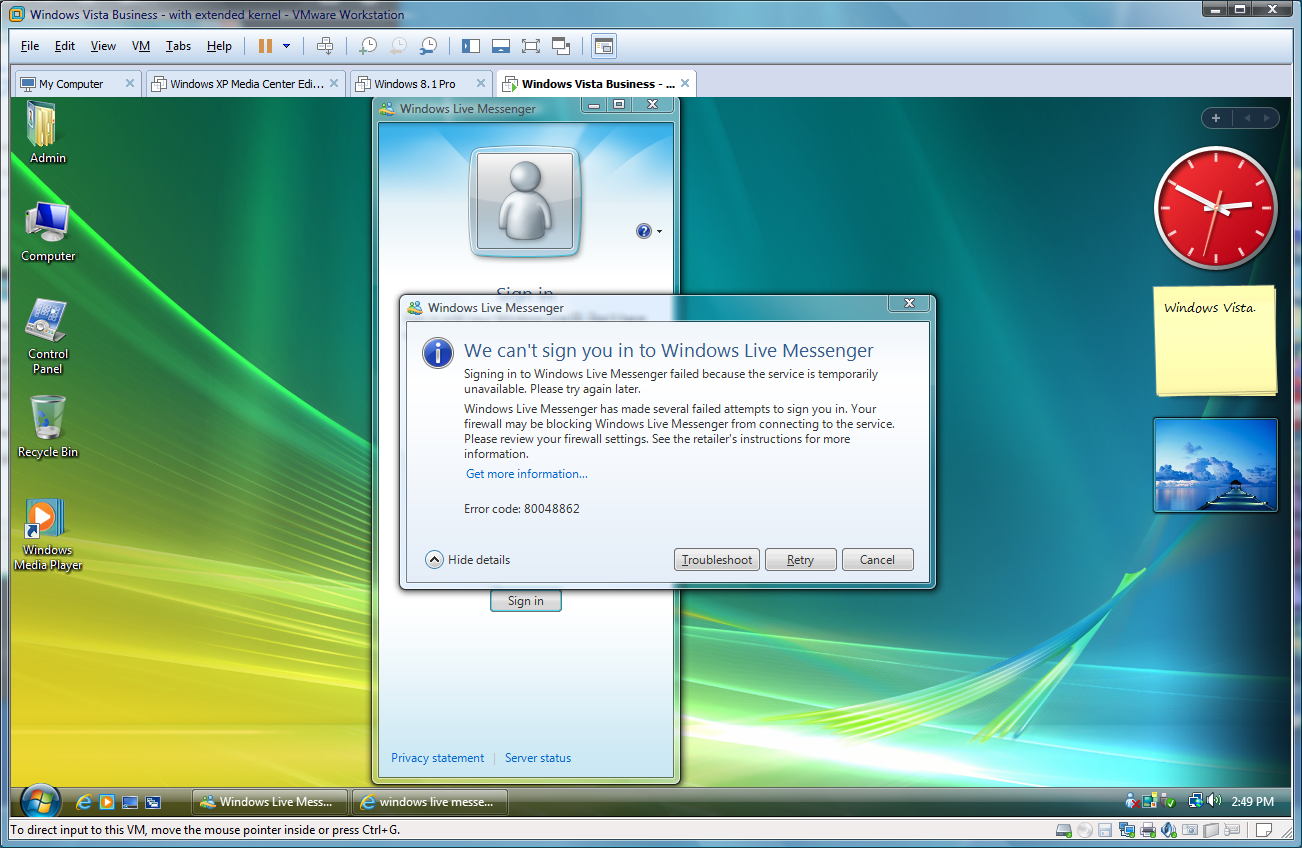 Windows Vista Business - with extended kernel - VMware Workstation
File Edit View VM Tabs Help
My Computer
Windows XP Media Center Edi...
Windows 8.1 Pro
Windows Vista Business - ...
Admin
Computer
Control
Panel
Recycle Bin
Windows
Media Player
Windows Live Messenger
Sign in
Windows Live Messenger
We can't sign you in to Windows Live Messenger
Signing in to Windows Live Messenger failed because the service is temporarily
unavailable. Please try again later.
Windows Live Messenger has made several failed attempts to sign you in. Your
firewall may be blocking Windows Live Messenger from connecting to the service.
Please review your firewall settings. See the retailer's instructions for more
information.
Get more information...
Error code: 80048862
Hide details
Troubleshoot
Retry
Cancel
Sign in
Privacy statement | Server status
Windows Vista.
Windows Live Mess...
windows live messe...
2:49 PM
To direct input to this VM, move the mouse pointer inside or press Ctrl+G.